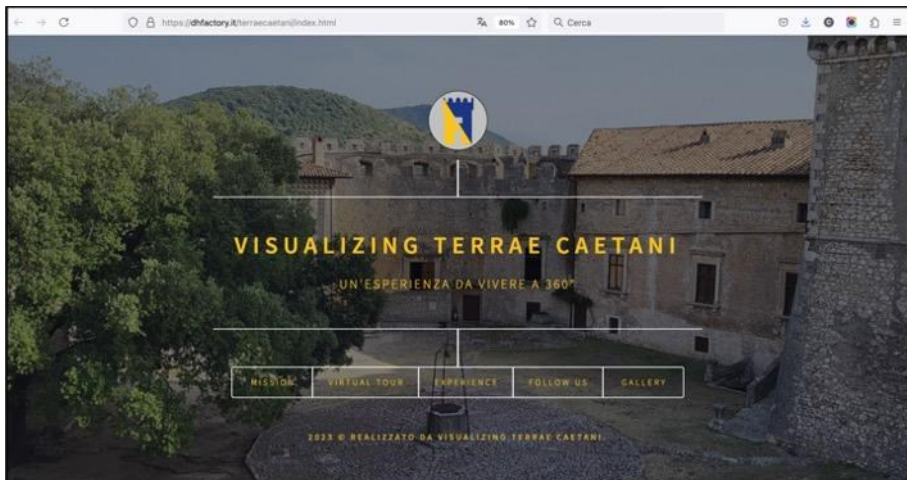 https://dhfactory.it/terraecaetani/index.html 80% Cerca
VISUALIZING TERRAE CAETANI
UN'ESPERIENZA DA VIVERE A 360°
MISSION VIRTUAL TOUR EXPERIENCE FOLLOW US GALLERY
2023 © REALIZZATO DA VISUALIZING TERRAE CAETANI.